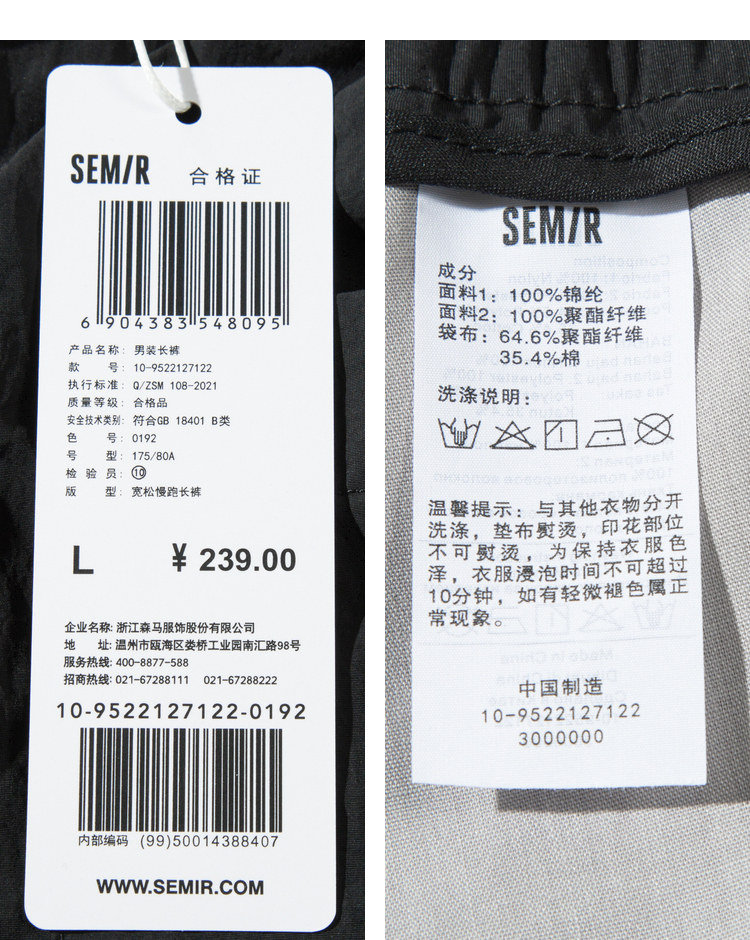 SEMIR 合格证
6 904383 548095
产品名称: 男装长裤
款 号: 10-9522127122
执行标准: Q/ZSM 108-2021
质量等级: 合格品
安全技术类别: 符合GB 18401 B类
色 号: 0192
号 型: 175/80A
检 验 员: ⑩
版 型: 宽松慢跑长裤
L ¥ 239.00
企业名称: 浙江森马服饰股份有限公司
地 址: 温州市瓯海区娄桥工业园南汇路98号
服务热线: 400-8877-588
招商热线: 021-67288111 021-67288222
10-9522127122-0192
内部编码 (99)50014388407
WWW.SEMIR.COM
SEMIR
成分
面料1: 100%锦纶
面料2: 100%聚酯纤维
袋布: 64.6%聚酯纤维
35.4%棉
洗涤说明:
温馨提示: 与其他衣物分开
洗涤, 垫布熨烫, 印花部位
不可熨烫, 为保持衣服色
泽, 衣服浸泡时间不可超过
10分钟, 如有轻微褪色属正
常现象。
中国制造
10-9522127122
3000000